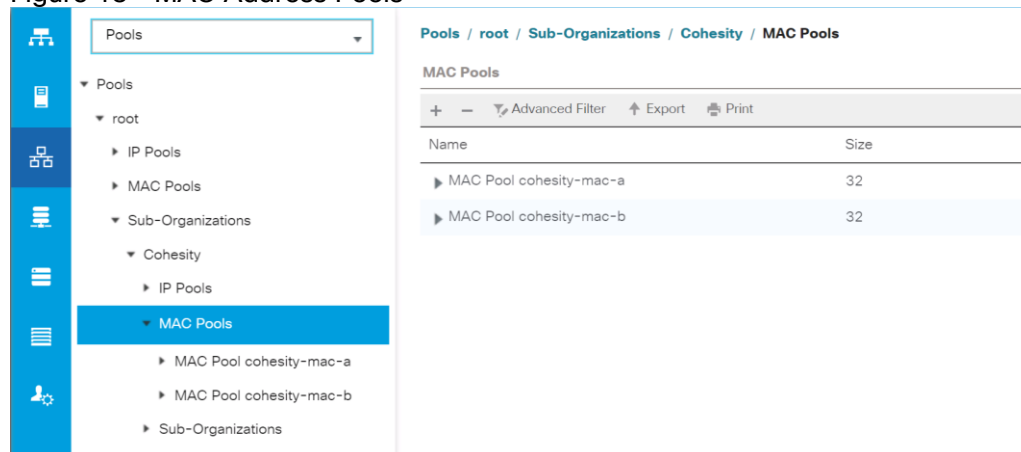 Pools
Pools
root
IP Pools
MAC Pools
Sub-Organizations
Cohesity
IP Pools
MAC Pools
MAC Pool cohesity-mac-a
MAC Pool cohesity-mac-b
Sub-Organizations
Pools / root / Sub-Organizations / Cohesity / MAC Pools
MAC Pools
+ − Advanced Filter Export Print
Name Size
MAC Pool cohesity-mac-a 32
MAC Pool cohesity-mac-b 32